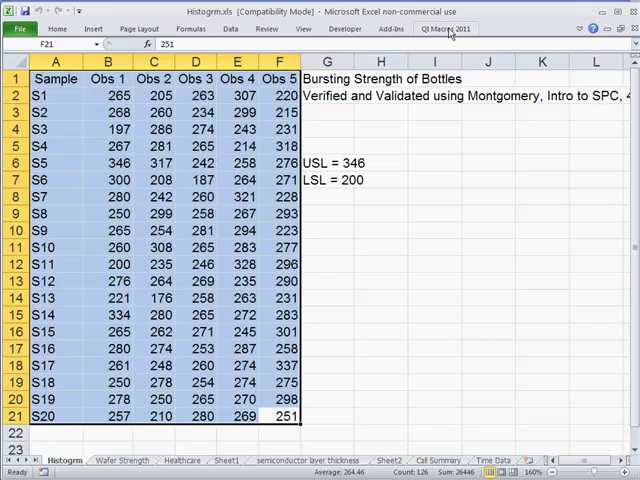 Histogrm.xls [Compatibility Mode] - Microsoft Excel non-commercial use
File Home Insert Page Layout Formulas Data Review View Developer Add-Ins QI Macros 2011
F21 fx 251
A B C D E F G H I J K L
1 Sample Obs 1 Obs 2 Obs 3 Obs 4 Obs 5 Bursting Strength of Bottles
2 S1 265 205 263 307 220 Verified and Validated using Montgomery, Intro to SPC, 4
3 S2 268 260 234 299 215
4 S3 197 286 274 243 231
5 S4 267 281 265 214 318
6 S5 346 317 242 258 276 USL = 346
7 S6 300 208 187 264 271 LSL = 200
8 S7 280 242 260 321 228
9 S8 250 299 258 267 293
10 S9 265 254 281 294 223
11 S10 260 308 235 283 277
12 S11 200 235 246 328 296
13 S12 276 264 269 235 290
14 S13 221 176 258 263 231
15 S14 334 280 265 272 283
16 S15 265 262 271 245 301
17 S16 280 274 253 287 258
18 S17 261 248 260 274 337
19 S18 250 278 254 274 275
20 S19 278 250 265 270 298
21 S20 257 210 280 269 251
22
23
Histogrm Wafer Strength Healthcare Sheet1 semiconductor layer thickness Sheet2 Call Summary Time Data
Ready Average: 264.46 Count: 126 Sum: 26446 160%